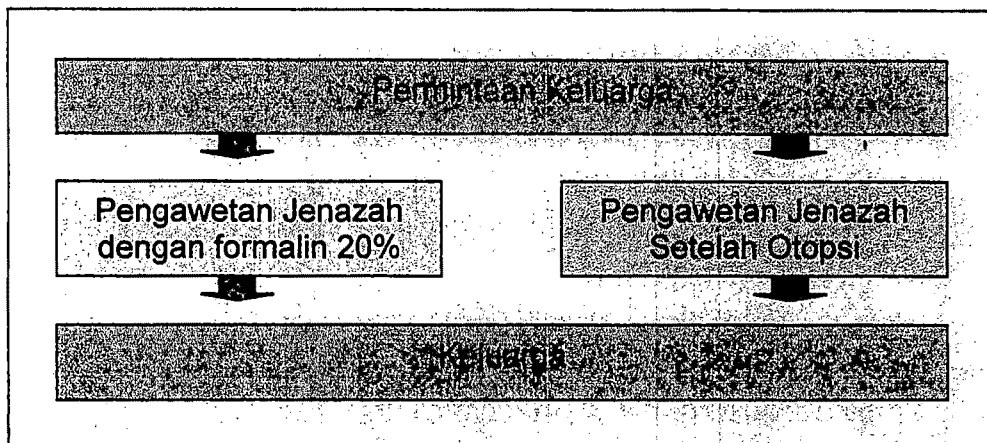 Permintaan Keluarga
Pengawetan Jenazah
dengan formalin 20%
Pengawetan Jenazah
Setelah Otopsi
Keluarga